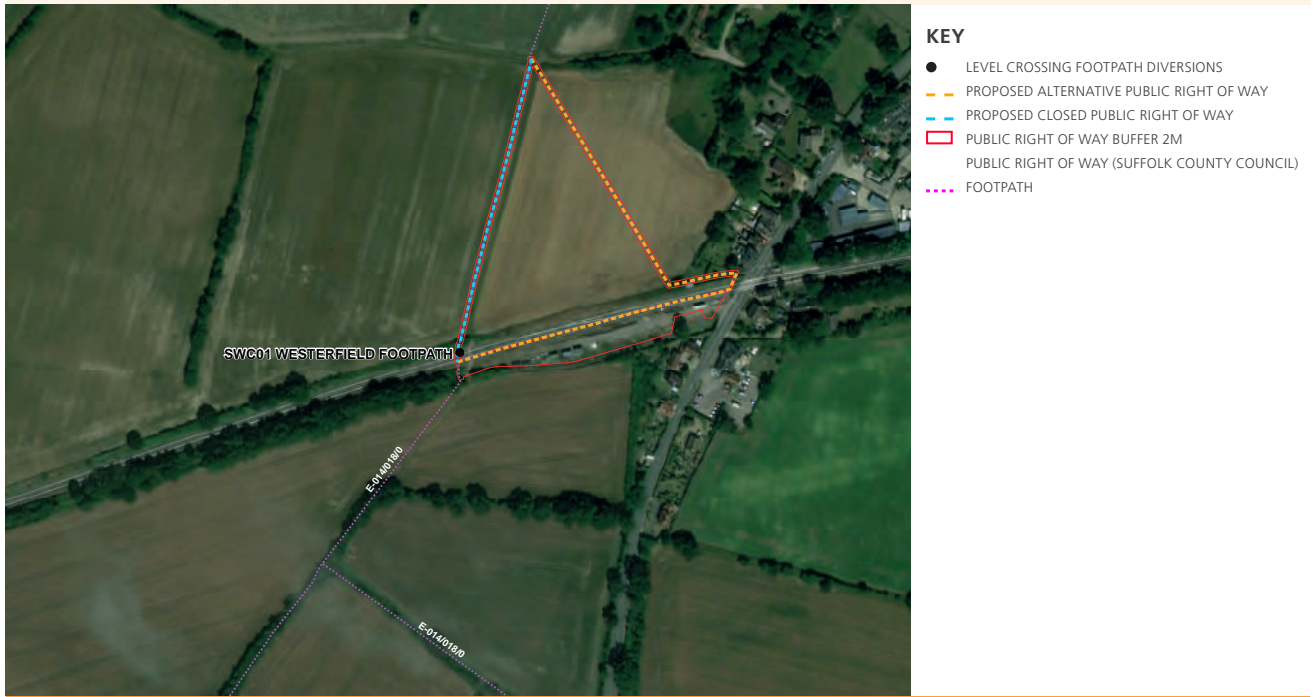 KEY
LEVEL CROSSING FOOTPATH DIVERSIONS
PROPOSED ALTERNATIVE PUBLIC RIGHT OF WAY
PROPOSED CLOSED PUBLIC RIGHT OF WAY
PUBLIC RIGHT OF WAY BUFFER 2M
PUBLIC RIGHT OF WAY (SUFFOLK COUNTY COUNCIL)
FOOTPATH
SWC01 WESTERFIELD FOOTPATH
E-014/018/0
E-014/018/0